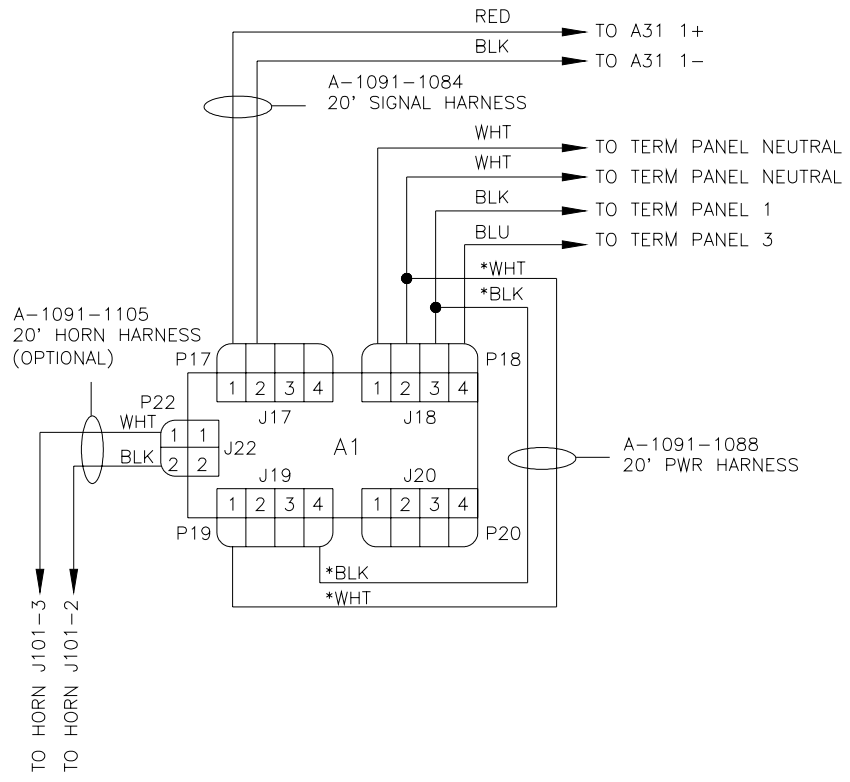 RED
TO A31 1+
BLK
TO A31 1-
A-1091-1084
20' SIGNAL HARNESS
WHT
TO TERM PANEL NEUTRAL
WHT
TO TERM PANEL NEUTRAL
BLK
TO TERM PANEL 1
BLU
TO TERM PANEL 3
*WHT
*BLK
A-1091-1105
20' HORN HARNESS
(OPTIONAL)
P17
P18
1 2 3 4
1 2 3 4
J17
J18
P22
WHT
1 1
J22
BLK
2 2
A1
A-1091-1088
20' PWR HARNESS
J19
J20
1 2 3 4
1 2 3 4
P19
P20
*BLK
*WHT
TO HORN J101-3
TO HORN J101-2